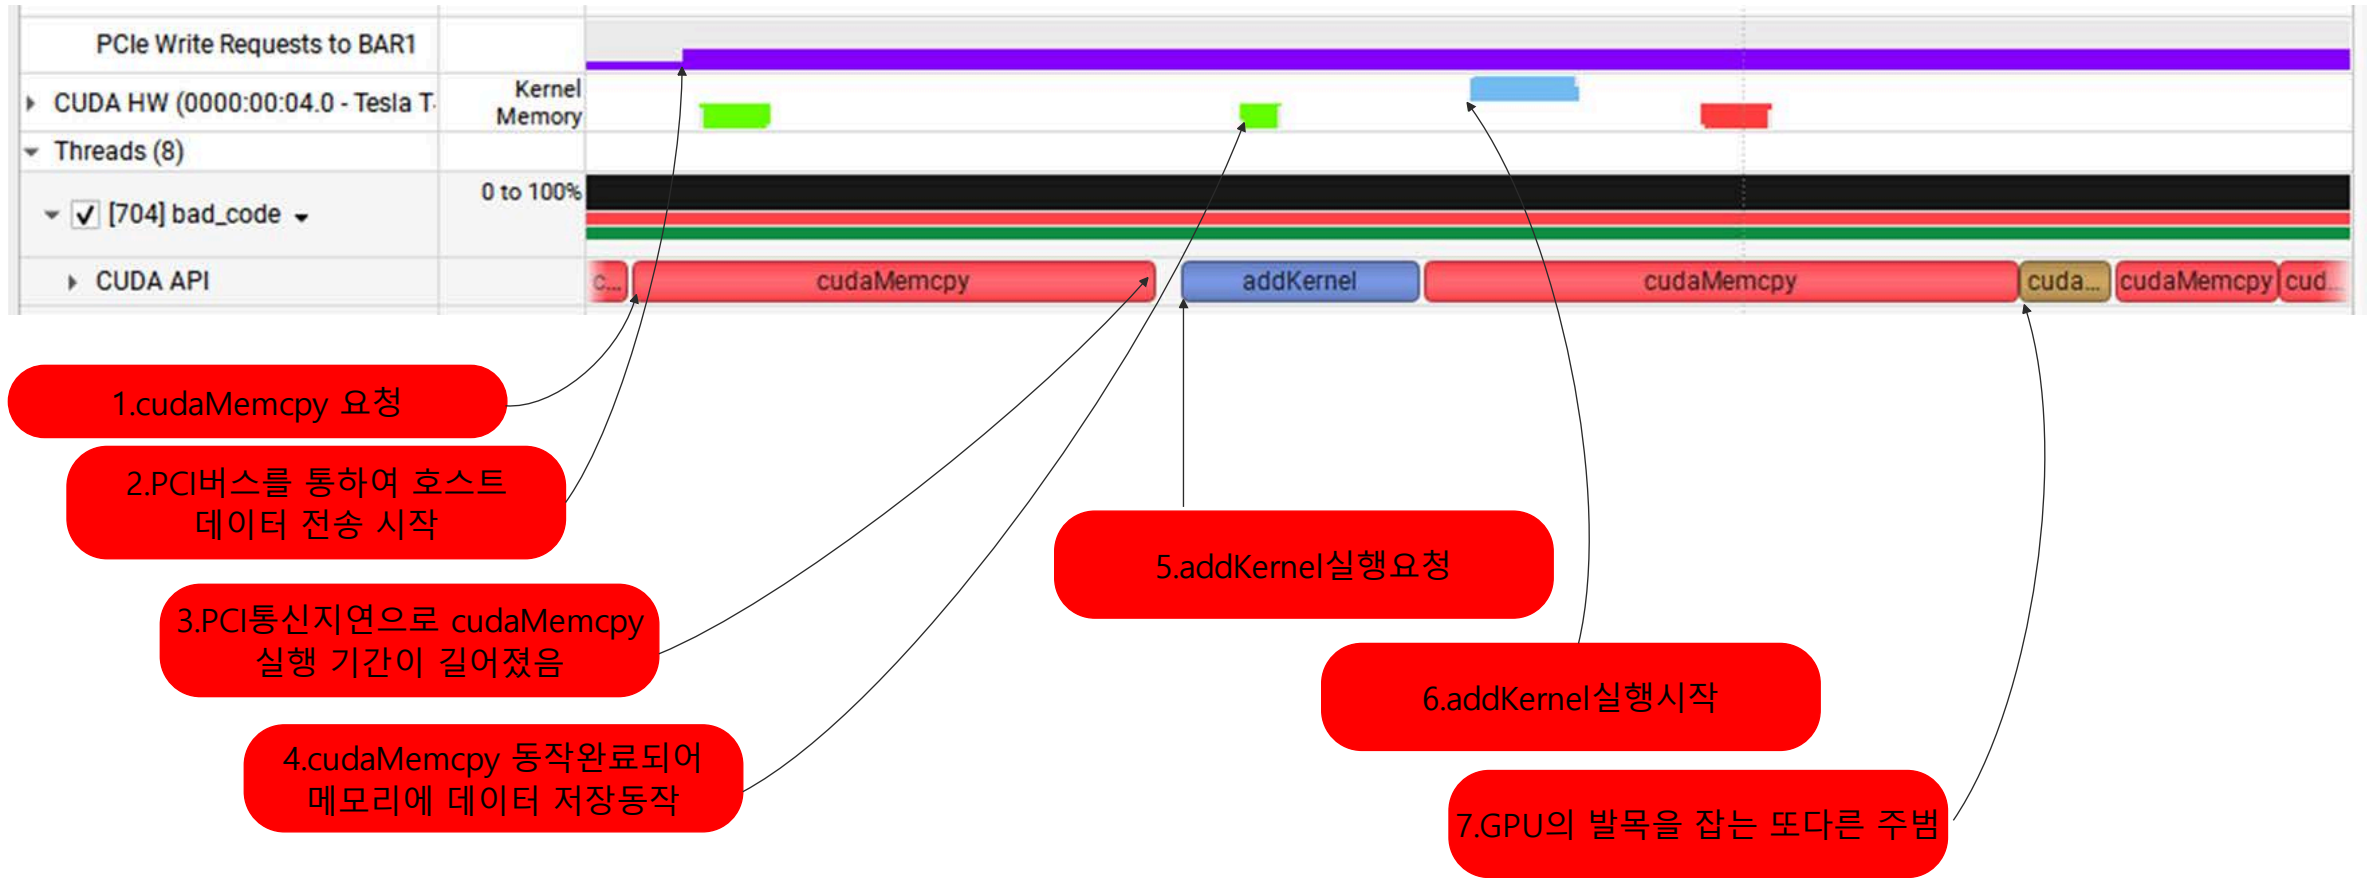 PCIe Write Requests to BAR1
CUDA HW (0000:00:04.0 - Tesla T
Kernel
Memory
Threads (8)
[704] bad_code
0 to 100%
CUDA API
c...
cudaMemcpy
addKernel
cudaMemcpy
cuda...
cudaMemcpy
cud...
1.cudaMemcpy 요청
2.PCI버스를 통하여 호스트
데이터 전송 시작
3.PCI통신지연으로 cudaMemcpy
실행 기간이 길어졌음
4.cudaMemcpy 동작완료되어
메모리에 데이터 저장동작
5.addKernel실행요청
6.addKernel실행시작
7.GPU의 발목을 잡는 또다른 주범